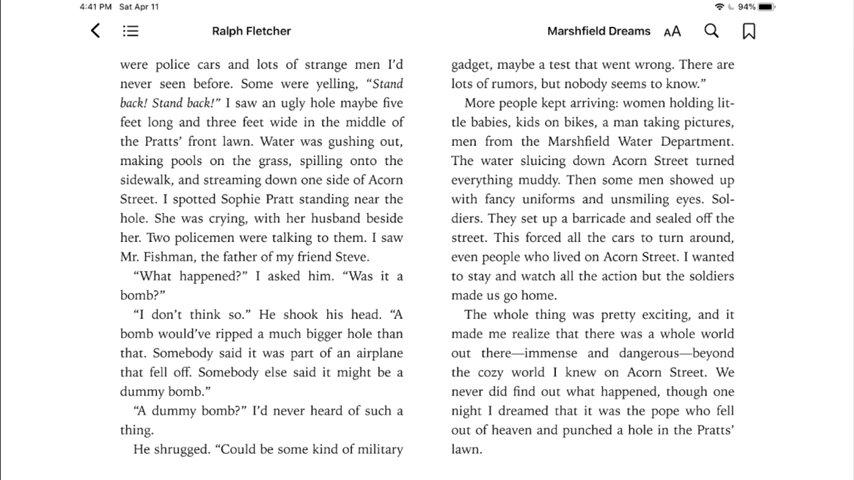 4:41 PM Sat Apr 11
94%
Ralph Fletcher
Marshfield Dreams AA
were police cars and lots of strange men I’d
never seen before. Some were yelling, “Stand
back! Stand back!” I saw an ugly hole maybe five
feet long and three feet wide in the middle of
the Pratts’ front lawn. Water was gushing out,
making pools on the grass, spilling onto the
sidewalk, and streaming down one side of Acorn
Street. I spotted Sophie Pratt standing near the
hole. She was crying, with her husband beside
her. Two policemen were talking to them. I saw
Mr. Fishman, the father of my friend Steve.
“What happened?” I asked him. “Was it a
bomb?”
“I don’t think so.” He shook his head. “A
bomb would’ve ripped a much bigger hole than
that. Somebody said it was part of an airplane
that fell off. Somebody else said it might be a
dummy bomb.”
“A dummy bomb?” I’d never heard of such a
thing.
He shrugged. “Could be some kind of military
gadget, maybe a test that went wrong. There are
lots of rumors, but nobody seems to know.”
More people kept arriving: women holding lit-
tle babies, kids on bikes, a man taking pictures,
men from the Marshfield Water Department.
The water sluicing down Acorn Street turned
everything muddy. Then some men showed up
with fancy uniforms and unsmiling eyes. Sol-
diers. They set up a barricade and sealed off the
street. This forced all the cars to turn around,
even people who lived on Acorn Street. I wanted
to stay and watch all the action but the soldiers
made us go home.
The whole thing was pretty exciting, and it
made me realize that there was a whole world
out there—immense and dangerous—beyond
the cozy world I knew on Acorn Street. We
never did find out what happened, though one
night I dreamed that it was the pope who fell
out of heaven and punched a hole in the Pratts’
lawn.